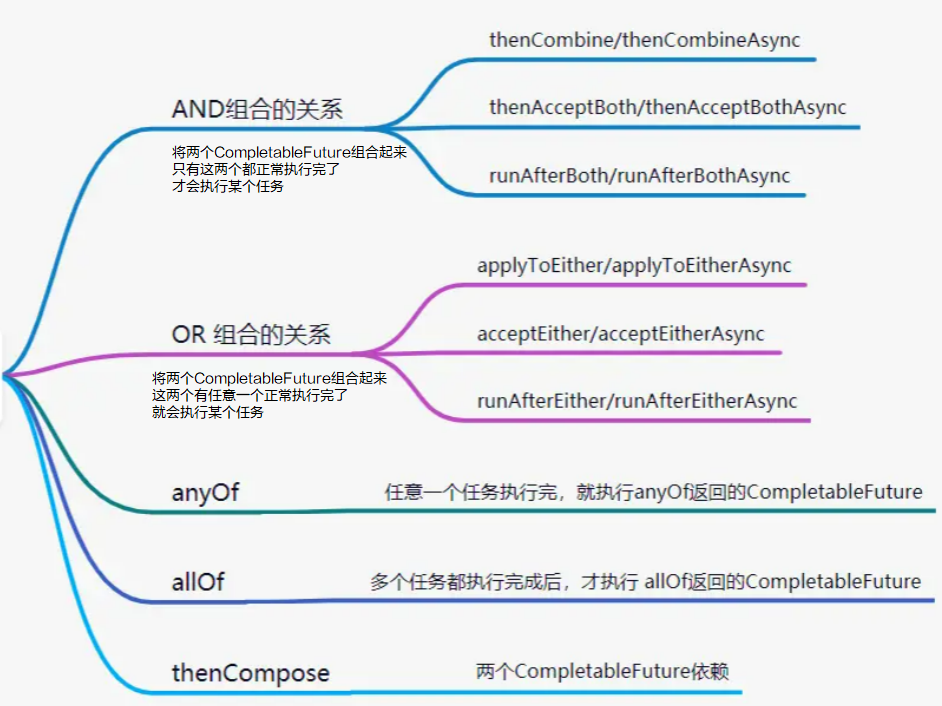 thenCombine/thenCombineAsync
AND组合的关系
thenAcceptBoth/thenAcceptBothAsync
将两个CompletableFuture组合起来
只有这两个都正常执行完了
才会执行某个任务
runAfterBoth/runAfterBothAsync
applyToEither/applyToEitherAsync
OR 组合的关系
acceptEither/acceptEitherAsync
将两个CompletableFuture组合起来
这两个有任意一个正常执行完了
就会执行某个任务
runAfterEither/runAfterEitherAsync
anyOf 任意一个任务执行完，就执行anyOf返回的CompletableFuture
allOf 多个任务都执行完成后，才执行 allOf返回的CompletableFuture
thenCompose 两个CompletableFuture依赖